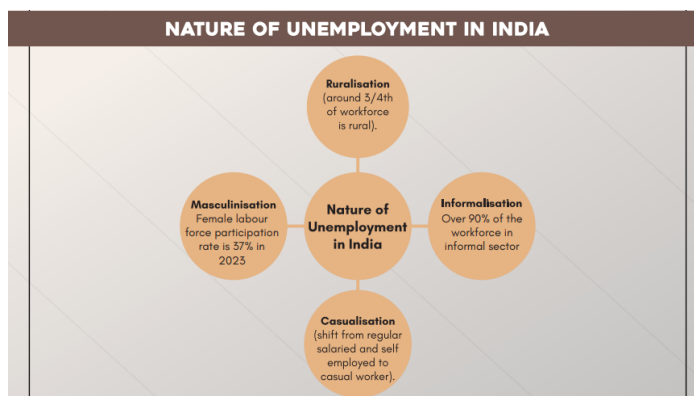 NATURE OF UNEMPLOYMENT IN INDIA
Ruralisation
(around 3/4th
of workforce
is rural).
Masculinisation
Female labour
force participation
rate is 37% in
2023
Nature of
Unemployment
in India
Informalisation
Over 90% of the
workforce in
informal sector
Casualisation
(shift from regular
salaried and self
employed to
casual worker).